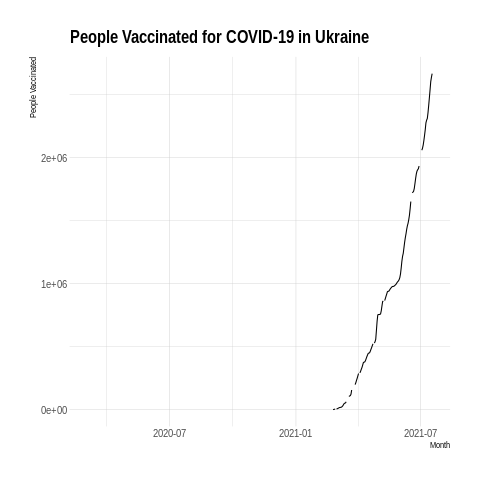 People Vaccinated for COVID-19 in Ukraine
People Vaccinated
2e+06
1e+06
0e+00
2020-07 2021-01 2021-07
Month